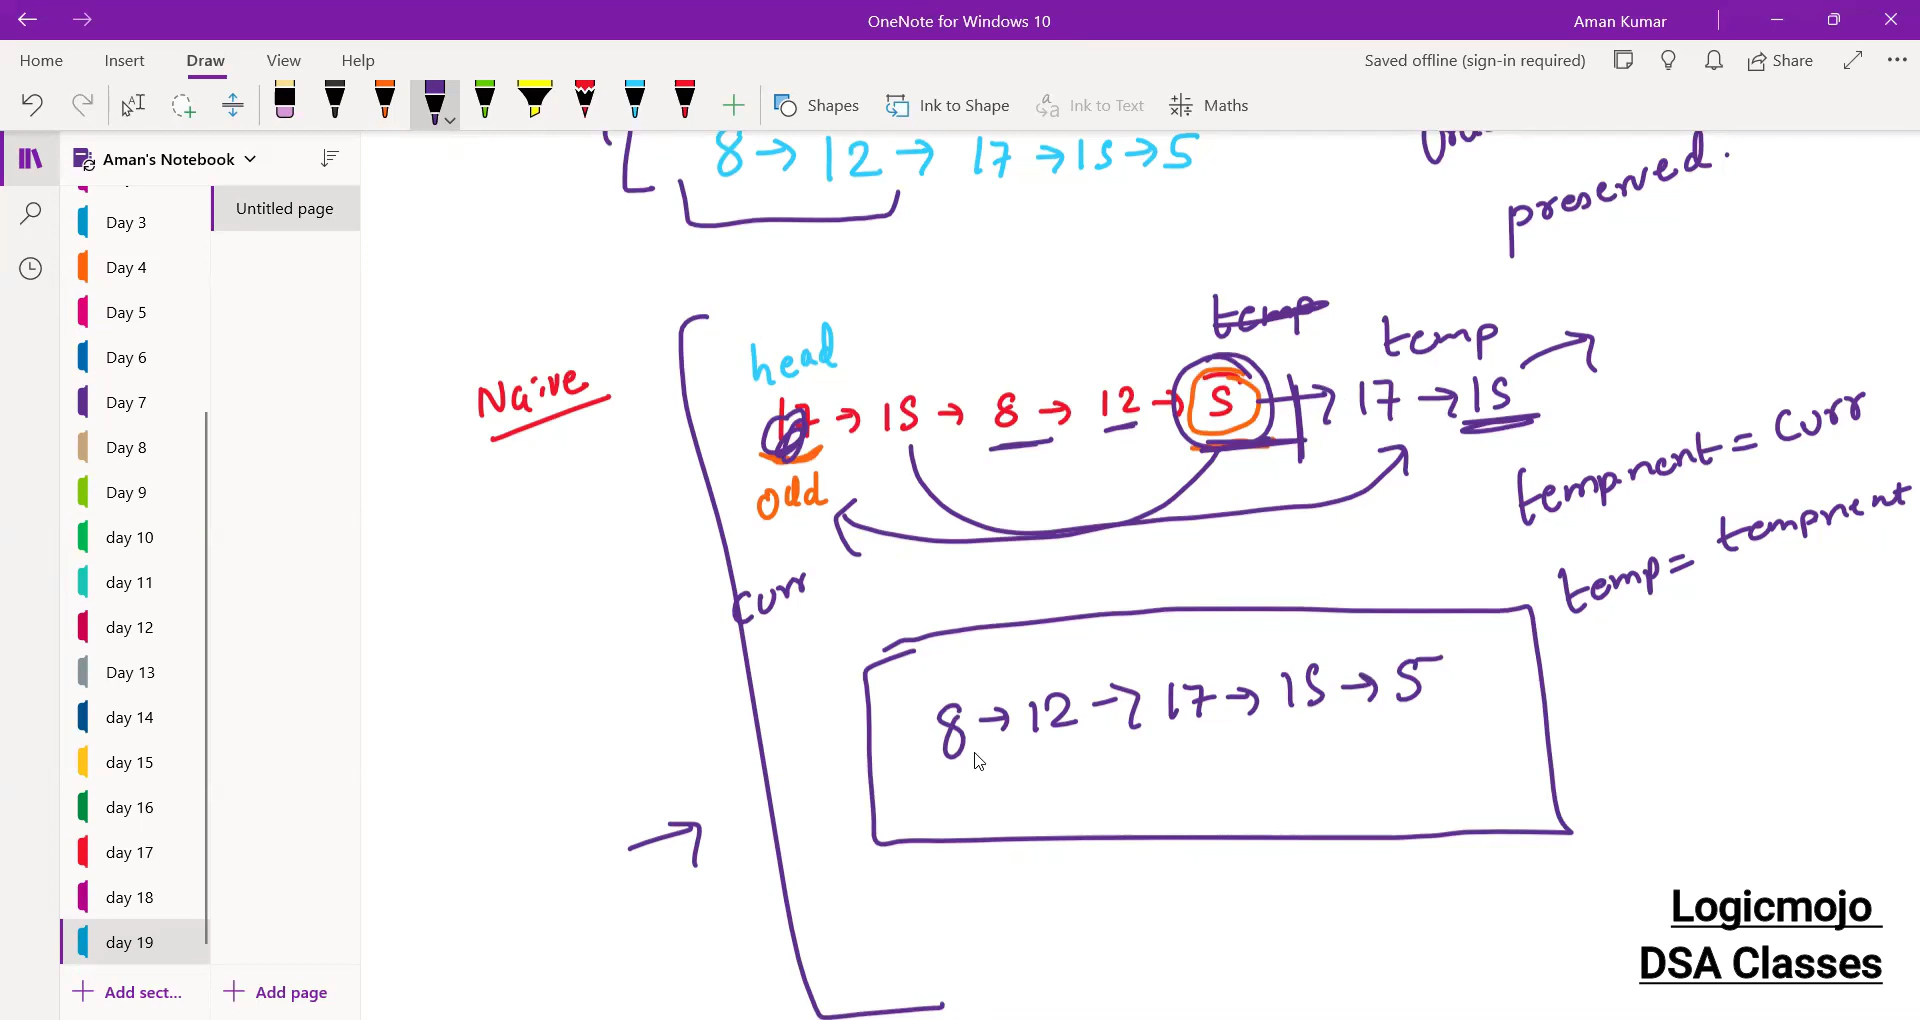 OneNote for Windows 10
Aman Kumar
Home Insert Draw View Help
Saved offline (sign-in required)
Share
Shapes
Ink to Shape
Ink to Text
Maths
Aman's Notebook
Untitled page
Day 3
Day 4
Day 5
Day 6
Day 7
Day 8
Day 9
day 10
day 11
day 12
Day 13
day 14
day 15
day 16
day 17
day 18
day 19
Add sect...
Add page
8 → 12 → 17 → 15 → 5
preserved.
temp
temp
head
Naive
17 → 15 → 8 → 12 → 5 → 17 → 15
odd
curr
temp nent = curr
temp = tempnent
8 → 12 → 17 → 15 → 5
Logicmojo
DSA Classes